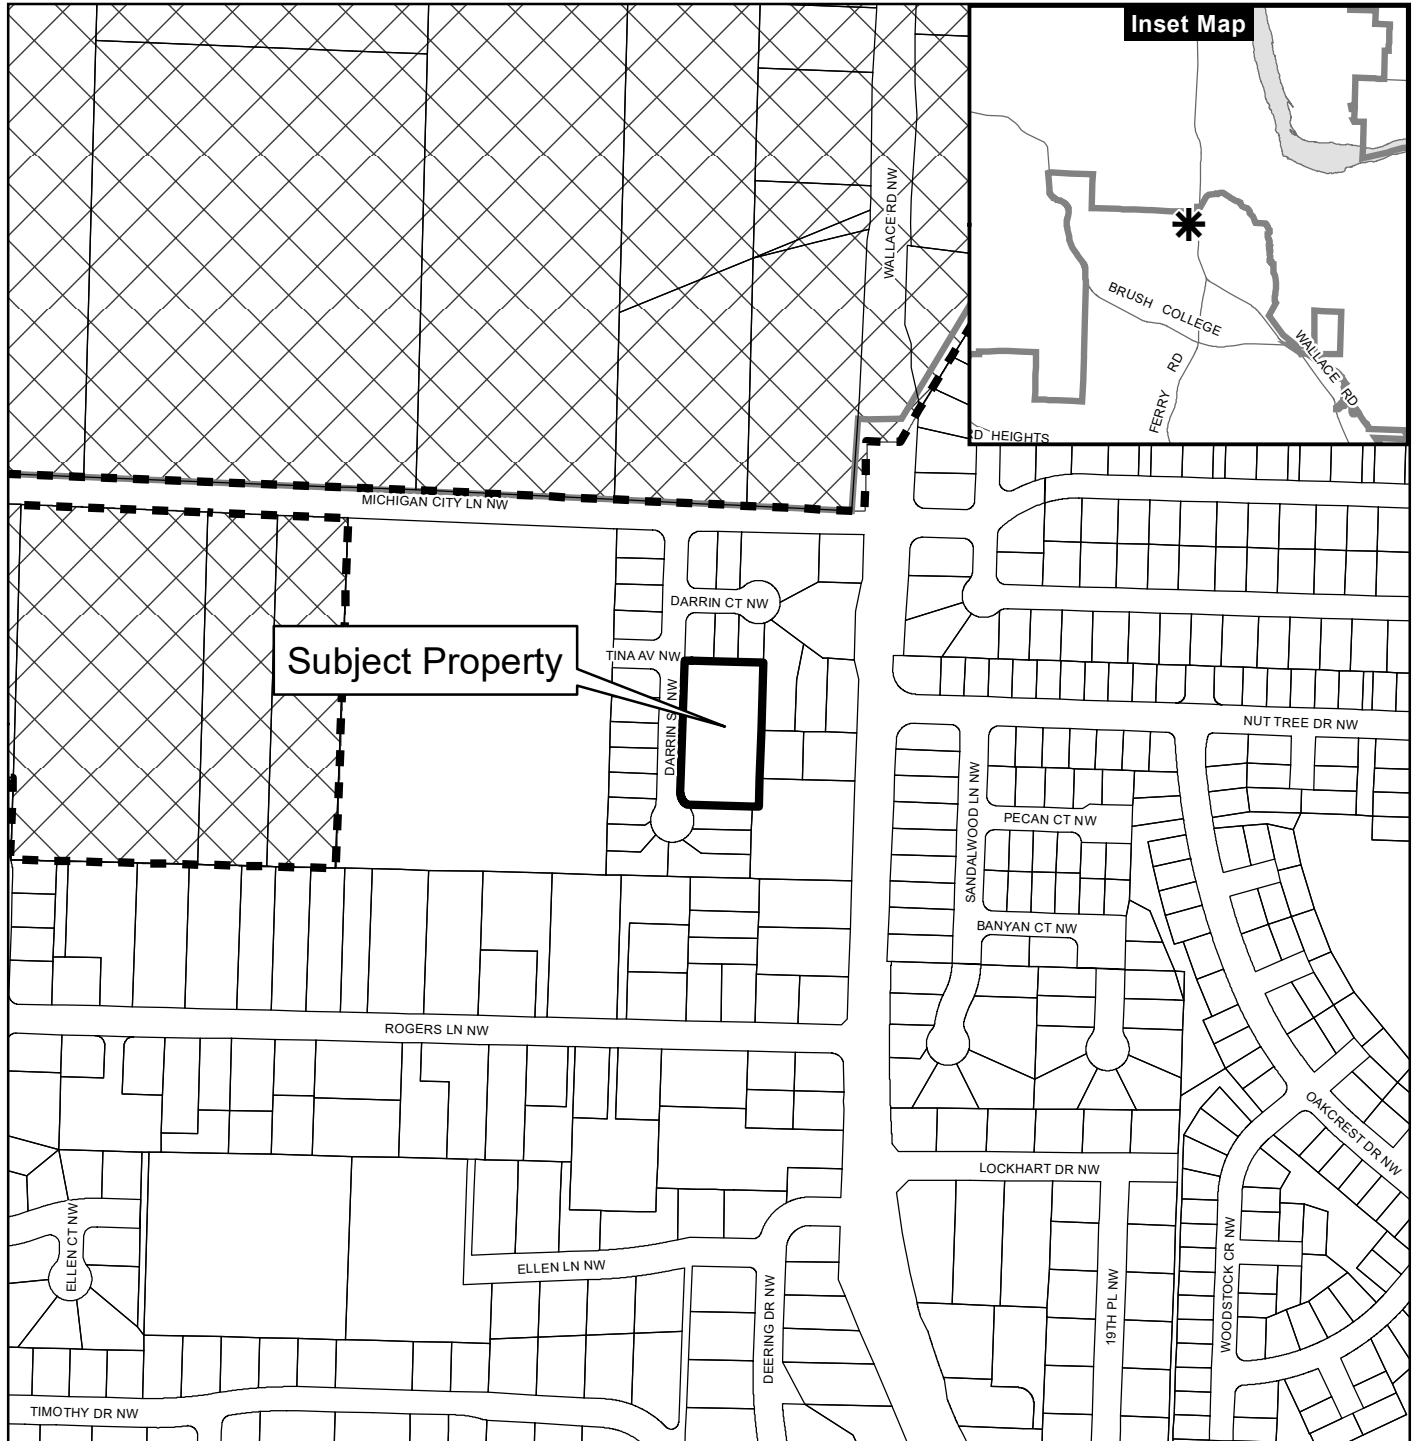 Inset Map
WALLACE RD NW
BRUSH COLLEGE
WALLACE RD
FERRY RD
RD HEIGHTS
MICHIGAN CITY LN NW
DARRIN CT NW
TINA AV NW
Subject Property
DARRIN ST NW
NUT TREE DR NW
SANDALWOOD LN NW
PECAN CT NW
BANYAN CT NW
ROGERS LN NW
OAKCREST DR NW
LOCKHART DR NW
ELLEN CT NW
ELLEN LN NW
DEERING DR NW
19TH PL NW
WOODSTOCK CR NW
TIMOTHY DR NW